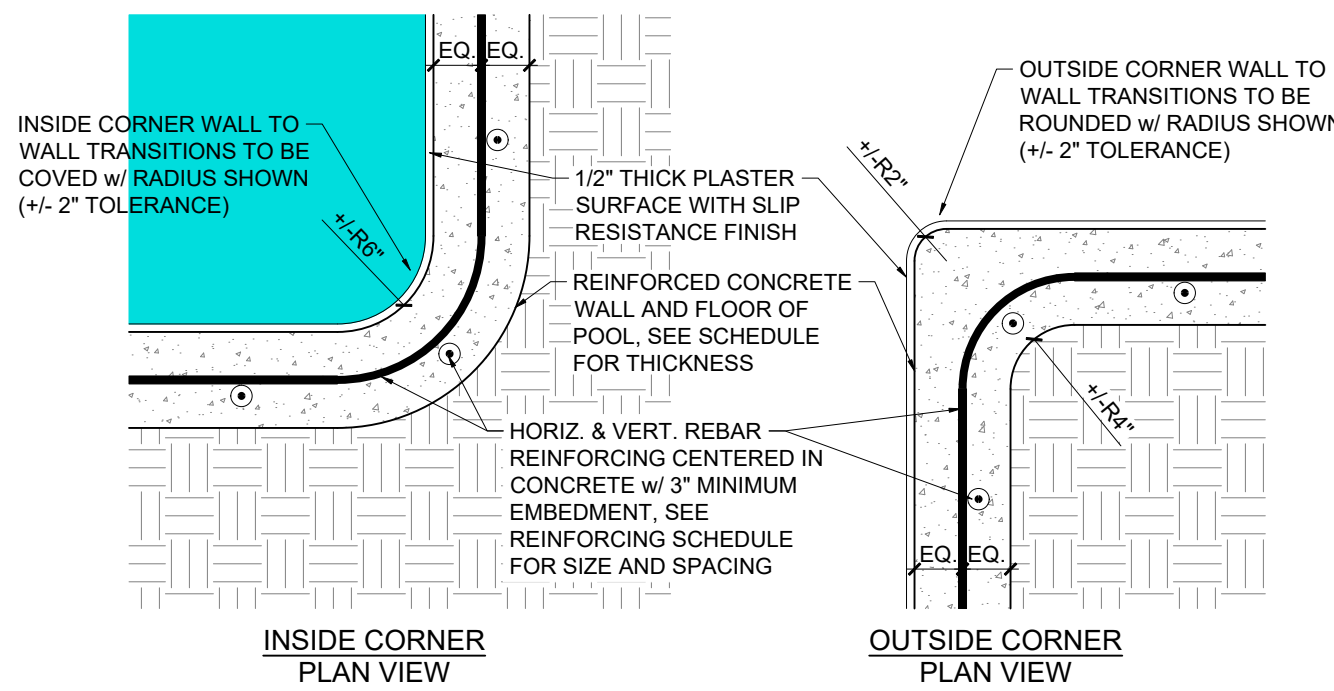 EQ. EQ.
INSIDE CORNER WALL TO
WALL TRANSITIONS TO BE
COVED w/ RADIUS SHOWN
(+/- 2" TOLERANCE)
+/-R6"
1/2" THICK PLASTER
SURFACE WITH SLIP
RESISTANCE FINISH
REINFORCED CONCRETE
WALL AND FLOOR OF
POOL, SEE SCHEDULE
FOR THICKNESS
HORIZ. & VERT. REBAR
REINFORCING CENTERED IN
CONCRETE w/ 3" MINIMUM
EMBEDMENT, SEE
REINFORCING SCHEDULE
FOR SIZE AND SPACING
OUTSIDE CORNER WALL TO
WALL TRANSITIONS TO BE
ROUNDED w/ RADIUS SHOWN
(+/- 2" TOLERANCE)
+/-R2"
+/-R4"
EQ. EQ.
INSIDE CORNER
PLAN VIEW
OUTSIDE CORNER
PLAN VIEW